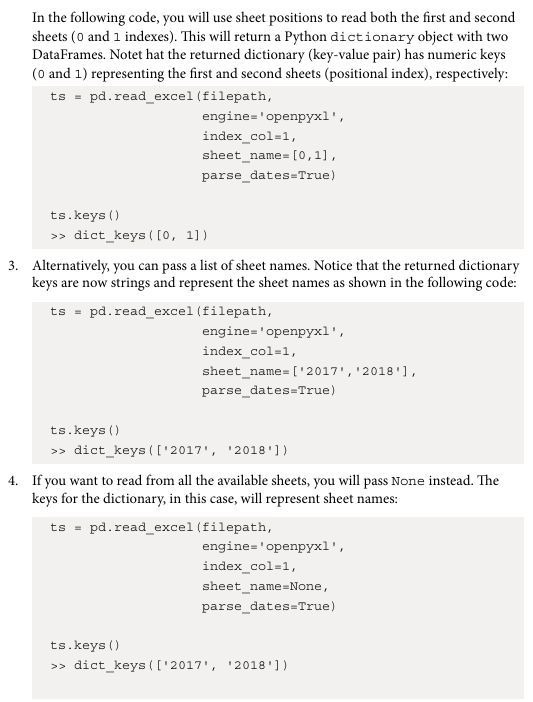 In the following code, you will use sheet positions to read both the first and second
sheets (0 and 1 indexes). This will return a Python dictionary object with two
DataFrames. Notet hat the returned dictionary (key-value pair) has numeric keys
(0 and 1) representing the first and second sheets (positional index), respectively:
ts = pd.read_excel(filepath,
engine='openpyxl',
index_col=1,
sheet_name=[0,1],
parse_dates=True)
ts.keys()
>> dict_keys([0, 1])
3. Alternatively, you can pass a list of sheet names. Notice that the returned dictionary
keys are now strings and represent the sheet names as shown in the following code:
ts = pd.read_excel(filepath,
engine='openpyxl',
index_col=1,
sheet_name=['2017','2018'],
parse_dates=True)
ts.keys()
>> dict_keys(['2017', '2018'])
4. If you want to read from all the available sheets, you will pass None instead. The
keys for the dictionary, in this case, will represent sheet names:
ts = pd.read_excel(filepath,
engine='openpyxl',
index_col=1,
sheet_name=None,
parse_dates=True)
ts.keys()
>> dict_keys(['2017', '2018'])